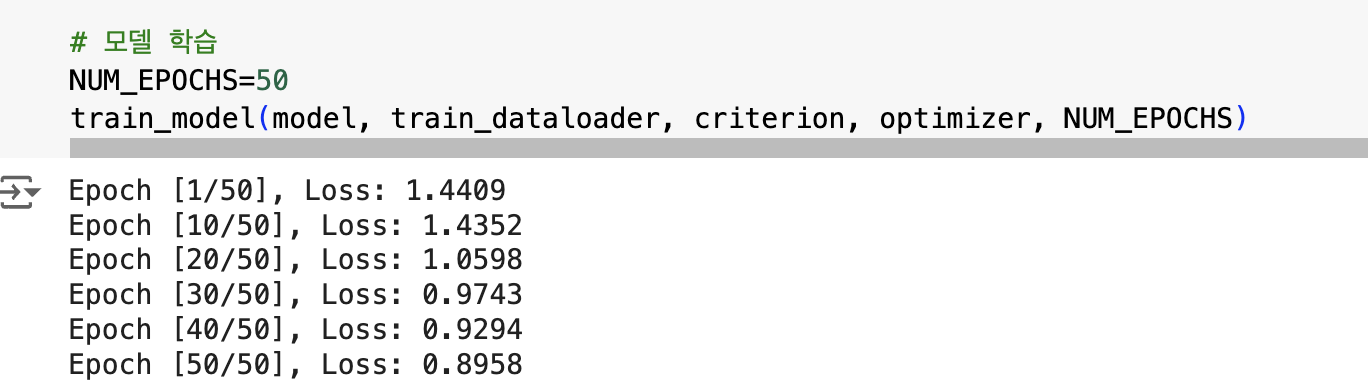 # 모델 학습
NUM_EPOCHS=50
train_model(model, train_dataloader, criterion, optimizer, NUM_EPOCHS)
Epoch [1/50], Loss: 1.4409
Epoch [10/50], Loss: 1.4352
Epoch [20/50], Loss: 1.0598
Epoch [30/50], Loss: 0.9743
Epoch [40/50], Loss: 0.9294
Epoch [50/50], Loss: 0.8958